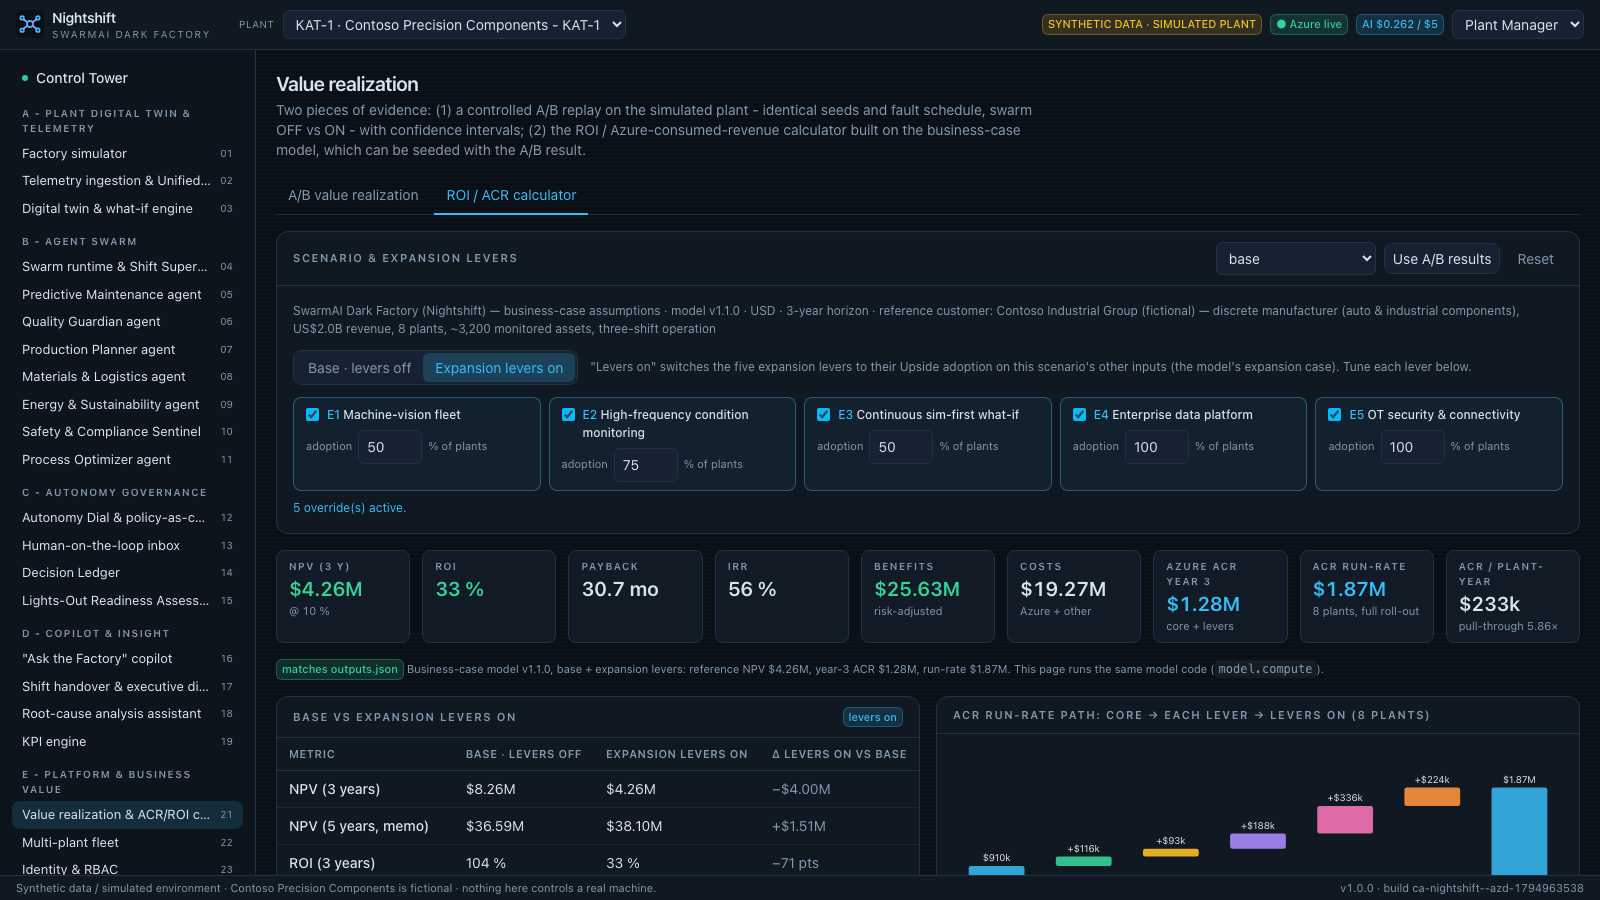 Nightshift
SWARMAI DARK FACTORY
PLANT
KAT-1 · Contoso Precision Components - KAT-1
SYNTHETIC DATA · SIMULATED PLANT
Azure live
AI $0.262 / $5
Plant Manager
Control Tower
A - PLANT DIGITAL TWIN &
TELEMETRY
Factory simulator 01
Telemetry ingestion & Unified... 02
Digital twin & what-if engine 03
B - AGENT SWARM
Swarm runtime & Shift Super... 04
Predictive Maintenance agent 05
Quality Guardian agent 06
Production Planner agent 07
Materials & Logistics agent 08
Energy & Sustainability agent 09
Safety & Compliance Sentinel 10
Process Optimizer agent 11
C - AUTONOMY GOVERNANCE
Autonomy Dial & policy-as-c... 12
Human-on-the-loop inbox 13
Decision Ledger 14
Lights-Out Readiness Assess... 15
D - COPILOT & INSIGHT
"Ask the Factory" copilot 16
Shift handover & executive di... 17
Root-cause analysis assistant 18
KPI engine 19
E - PLATFORM & BUSINESS
VALUE
Value realization & ACR/ROI c... 21
Multi-plant fleet 22
Identity & RBAC 23
Value realization
Two pieces of evidence: (1) a controlled A/B replay on the simulated plant - identical seeds and fault schedule, swarm
OFF vs ON - with confidence intervals; (2) the ROI / Azure-consumed-revenue calculator built on the business-case
model, which can be seeded with the A/B result.
A/B value realization
ROI / ACR calculator
SCENARIO & EXPANSION LEVERS
base
Use A/B results
Reset
SwarmAI Dark Factory (Nightshift) — business-case assumptions · model v1.1.0 · USD · 3-year horizon · reference customer: Contoso Industrial Group (fictional) — discrete manufacturer (auto & industrial components),
US$2.0B revenue, 8 plants, ~3,200 monitored assets, three-shift operation
Base · levers off
Expansion levers on
"Levers on" switches the five expansion levers to their Upside adoption on this scenario's other inputs (the model's expansion case). Tune each lever below.
E1 Machine-vision fleet
adoption 50 % of plants
E2 High-frequency condition
monitoring
adoption 75 % of plants
E3 Continuous sim-first what-if
adoption 50 % of plants
E4 Enterprise data platform
adoption 100 % of plants
E5 OT security & connectivity
adoption 100 % of plants
5 override(s) active.
NPV (3 Y)
$4.26M
@ 10 %
ROI
33 %
PAYBACK
30.7 mo
IRR
56 %
BENEFITS
$25.63M
risk-adjusted
COSTS
$19.27M
Azure + other
AZURE ACR
YEAR 3
$1.28M
core + levers
ACR RUN-RATE
$1.87M
8 plants, full roll-out
ACR / PLANT-
YEAR
$233k
pull-through 5.86×
matches outputs.json Business-case model v1.1.0, base + expansion levers: reference NPV $4.26M, year-3 ACR $1.28M, run-rate $1.87M. This page runs the same model code ( model.compute ).
BASE VS EXPANSION LEVERS ON
levers on
METRIC BASE · LEVERS OFF EXPANSION LEVERS ON Δ LEVERS ON VS BASE
NPV (3 years) $8.26M $4.26M −$4.00M
NPV (5 years, memo) $36.59M $38.10M +$1.51M
ROI (3 years) 104 % 33 % −71 pts
ACR RUN-RATE PATH: CORE → EACH LEVER → LEVERS ON (8 PLANTS)
$910k
+$116k
+$93k
+$188k
+$336k
+$224k
$1.87M
Synthetic data / simulated environment · Contoso Precision Components is fictional · nothing here controls a real machine.
v1.0.0 · build ca-nightshift--azd-1794963538